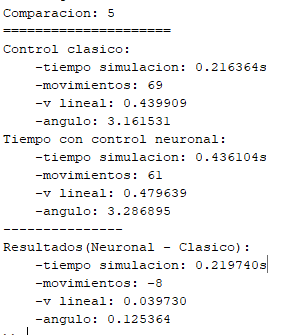 Comparacion: 5
=====================
Control clasico:
-tiempo simulacion: 0.216364s
-movimientos: 69
-v lineal: 0.439909
-angulo: 3.161531
Tiempo con control neuronal:
-tiempo simulacion: 0.436104s
-movimientos: 61
-v lineal: 0.479639
-angulo: 3.286895
---------------
Resultados(Neuronal - Clasico):
-tiempo simulacion: 0.219740s
-movimientos: -8
-v lineal: 0.039730
-angulo: 0.125364